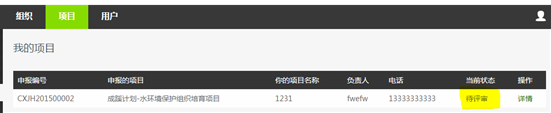 组织 项目 用户
我的项目
申报编号 申报的项目 你的项目名称 负责人 电话 当前状态 操作
CXJH201500002 成蹊计划-水环境保护组织培育项目 1231 fwefw 13333333333 待评审 详情